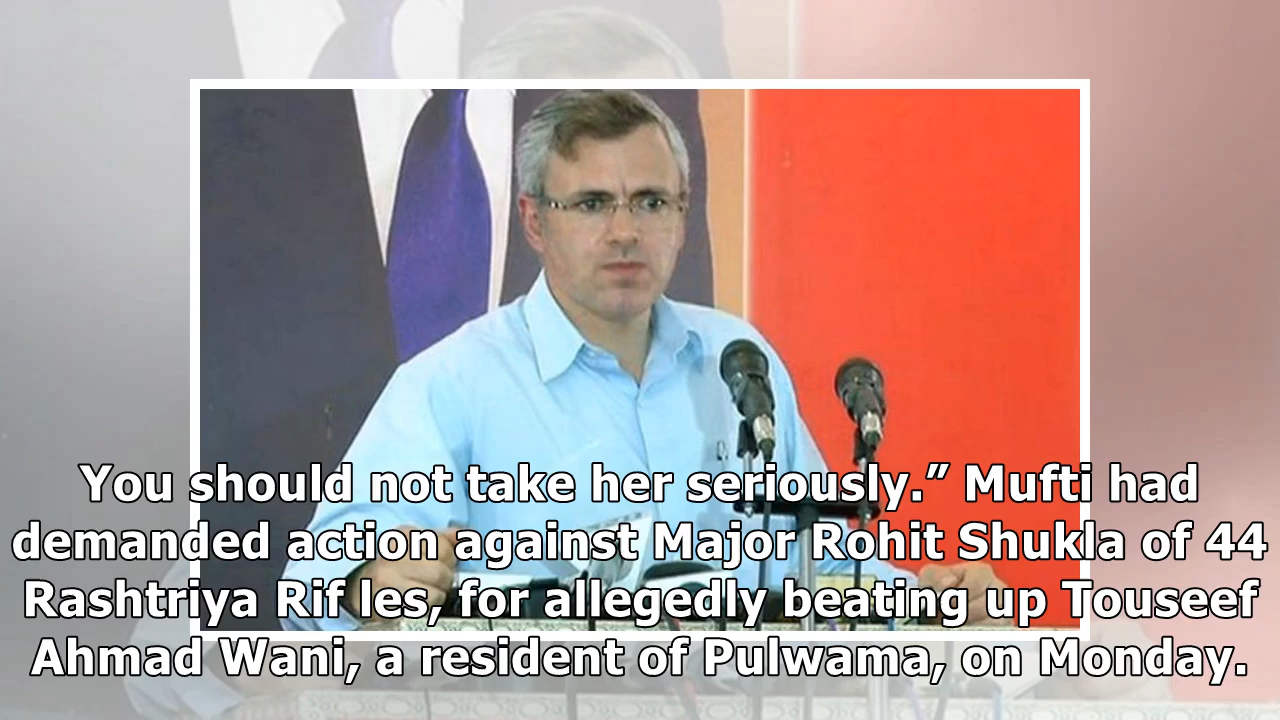 You should not take her seriously.” Mufti had
demanded action against Major Rohit Shukla of 44
Rashtriya Rif les, for allegedly beating up Touseef
Ahmad Wani, a resident of Pulwama, on Monday.